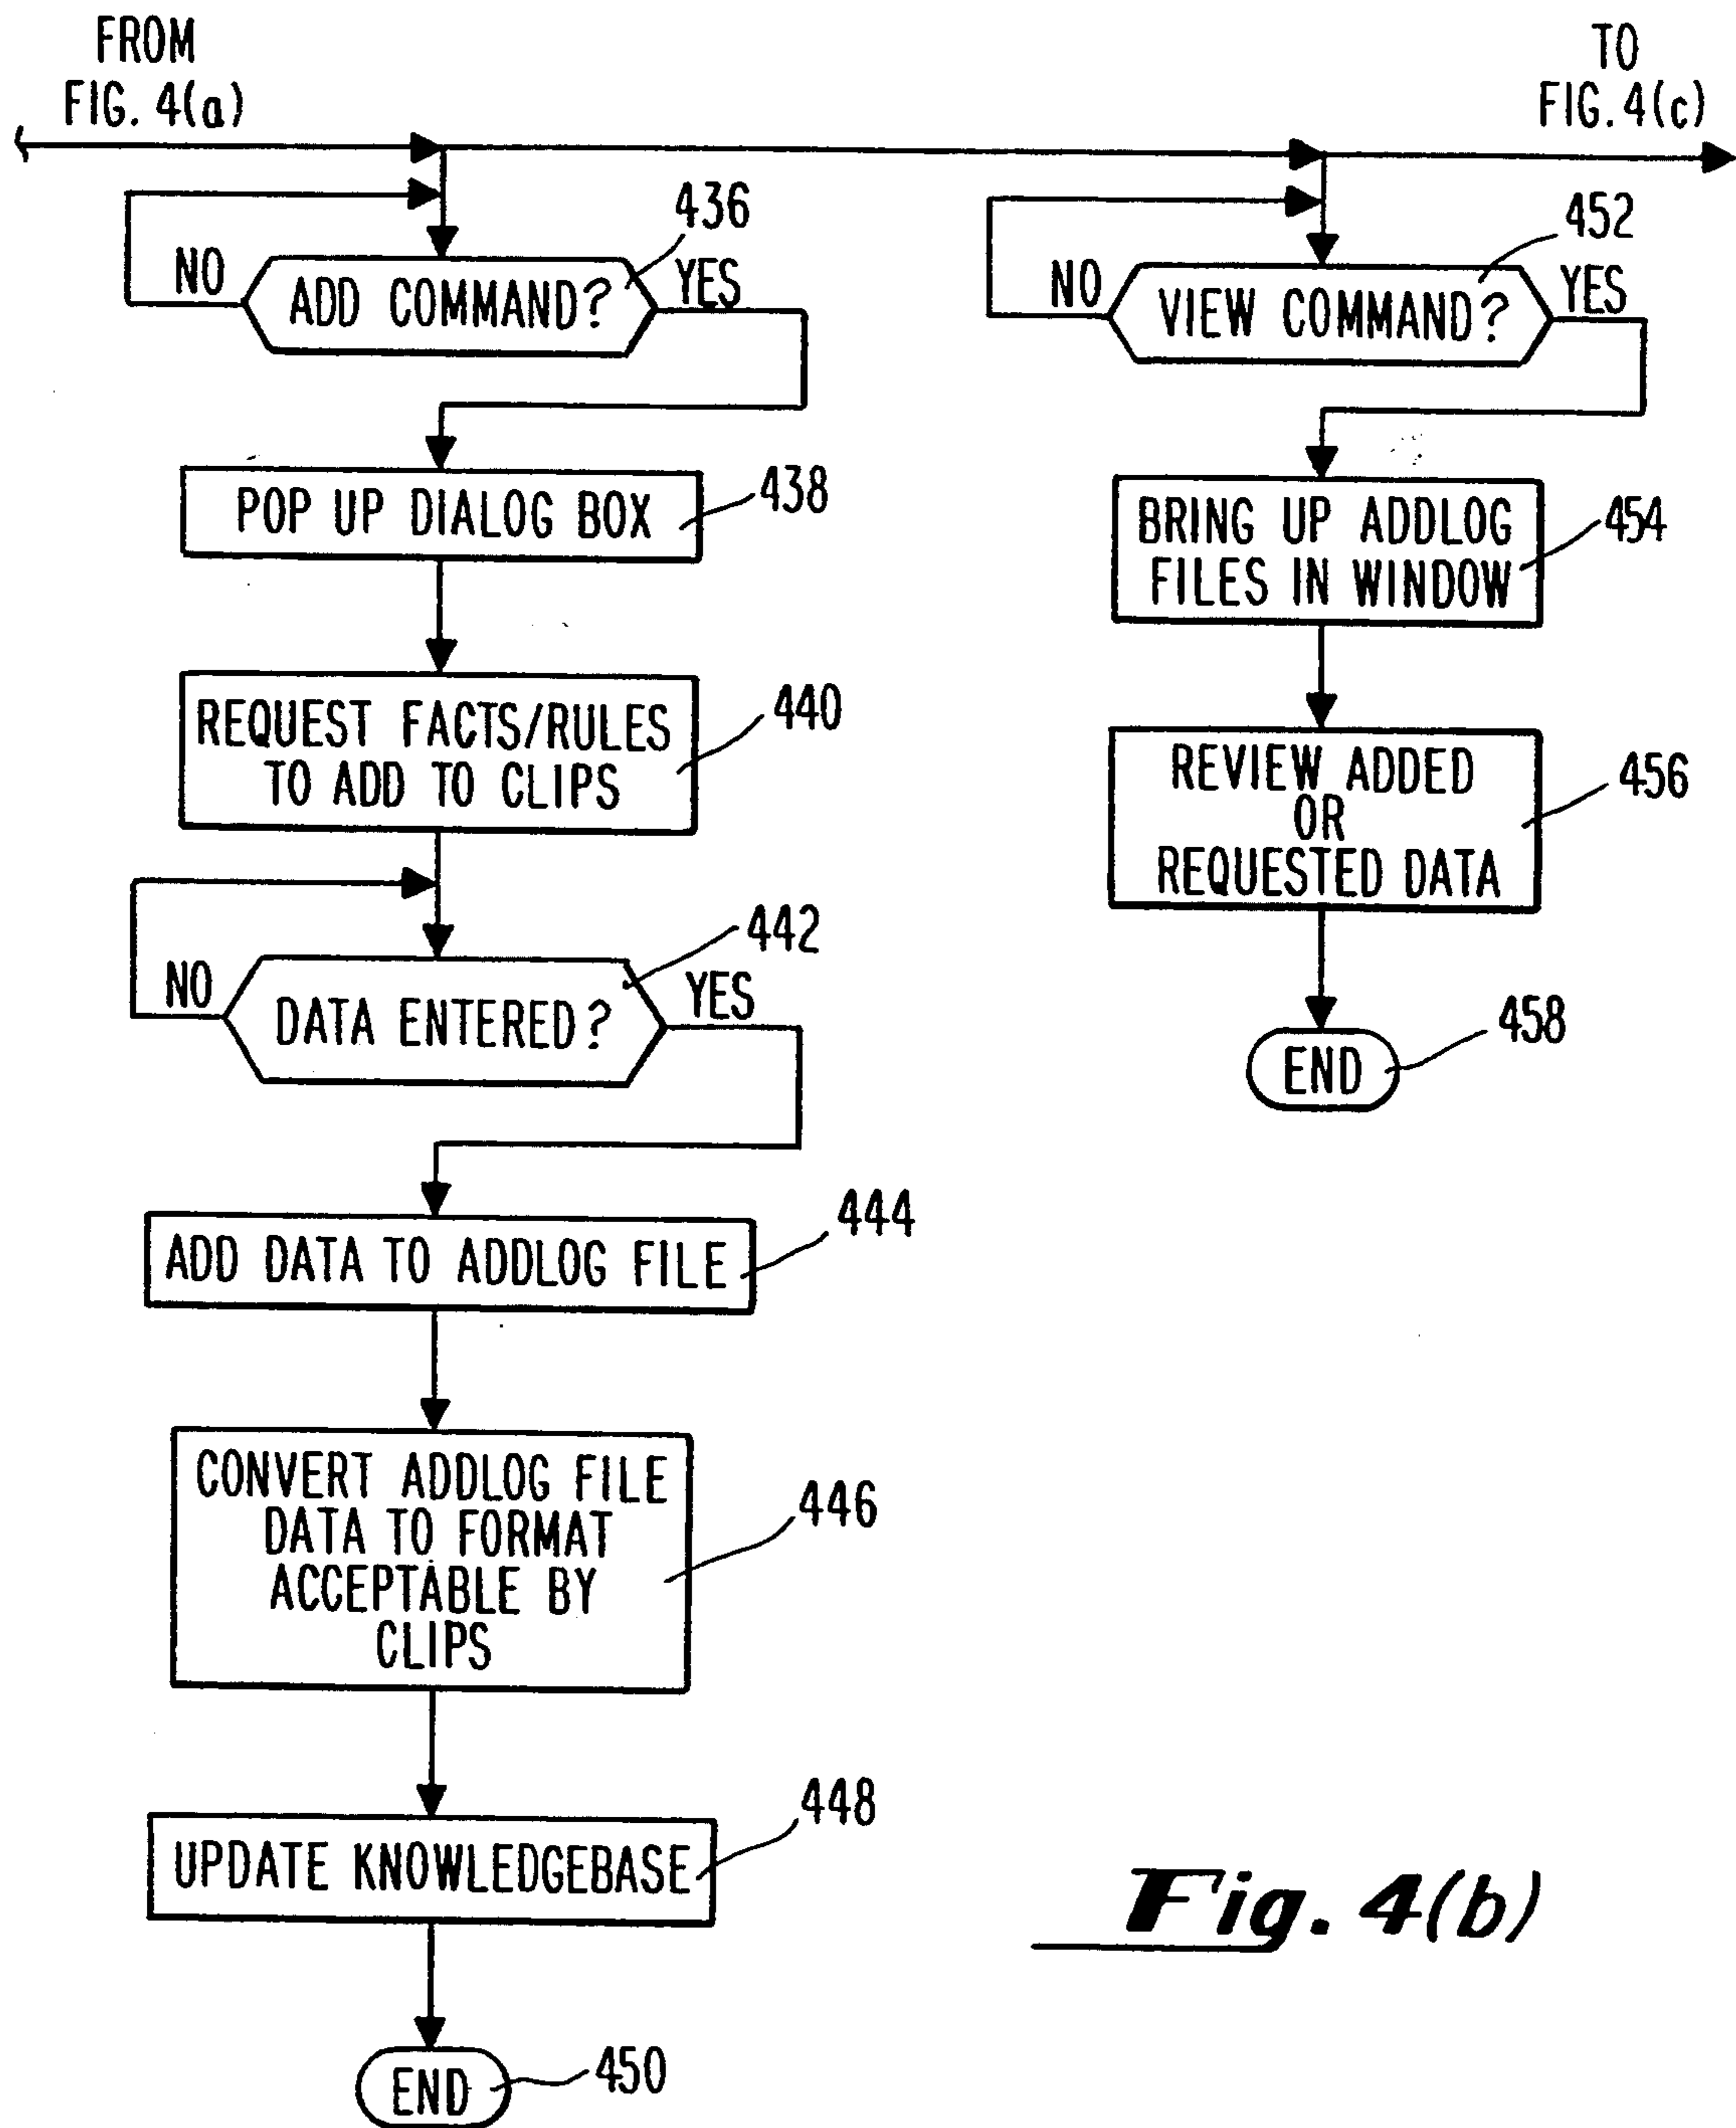 FROM
FIG. 4(a)
TO
FIG. 4(c)
436
NO
ADD COMMAND?
YES
438
POP UP DIALOG BOX
440
REQUEST FACTS/RULES
TO ADD TO CLIPS
442
NO
DATA ENTERED?
YES
444
ADD DATA TO ADDLOG FILE
446
CONVERT ADDLOG FILE
DATA TO FORMAT
ACCEPTABLE BY
CLIPS
448
UPDATE KNOWLEDGEBASE
END
450
452
NO
VIEW COMMAND?
YES
BRING UP ADDLOG
FILES IN WINDOW
454
REVIEW ADDED
OR
REQUESTED DATA
456
END
458
Fig. 4(b)